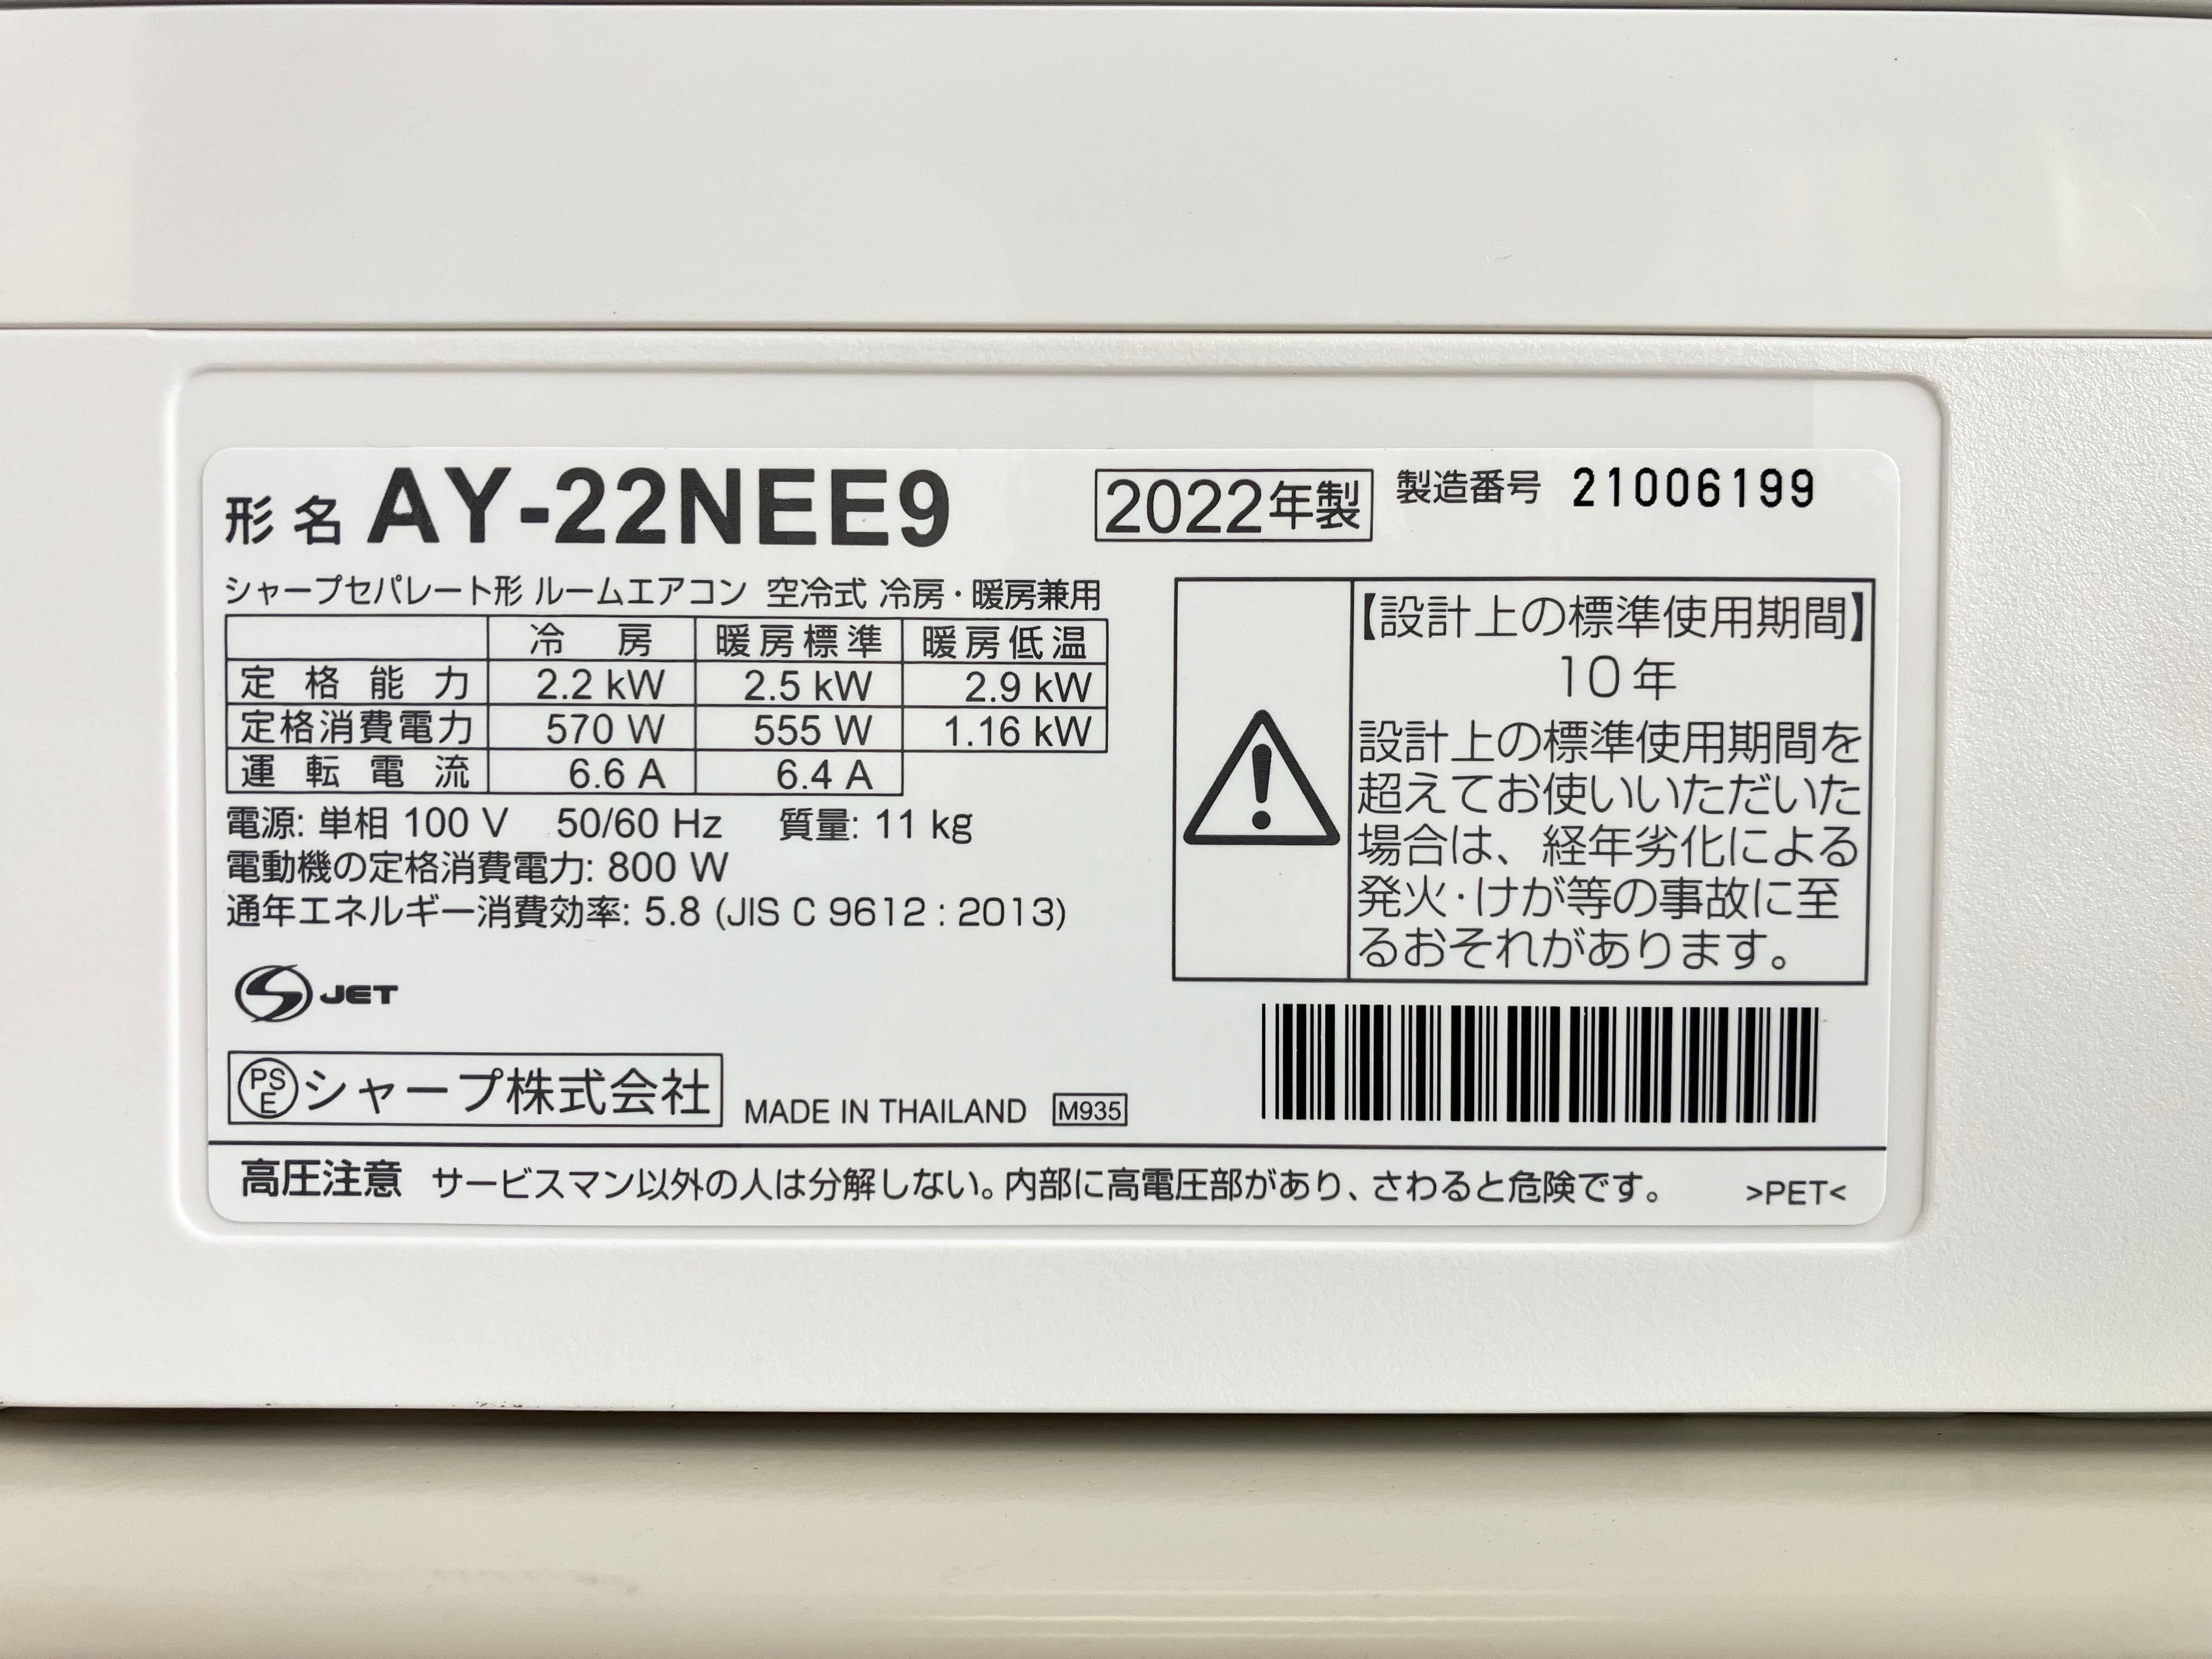 形名 AY-22NEE9
2022年製
製造番号 21006199
シャープセパレート形 ルームエアコン 空冷式 冷房・暖房兼用
冷房 暖房標準 暖房低温
定格能力 2.2 kW 2.5 kW 2.9 kW
定格消費電力 570 W 555 W 1.16 kW
運転電流 6.6 A 6.4 A
電源: 単相 100 V 50/60 Hz 質量: 11 kg
電動機の定格消費電力: 800 W
通年エネルギー消費効率: 5.8 (JIS C 9612 : 2013)
S JET
PSE シャープ株式会社 MADE IN THAILAND M935
【設計上の標準使用期間】
10年
設計上の標準使用期間を
超えてお使いいただいた
場合は、経年劣化による
発火・けが等の事故に至
るおそれがあります。
高圧注意 サービスマン以外の人は分解しない。内部に高電圧部があり、さわると危険です。 >PET<